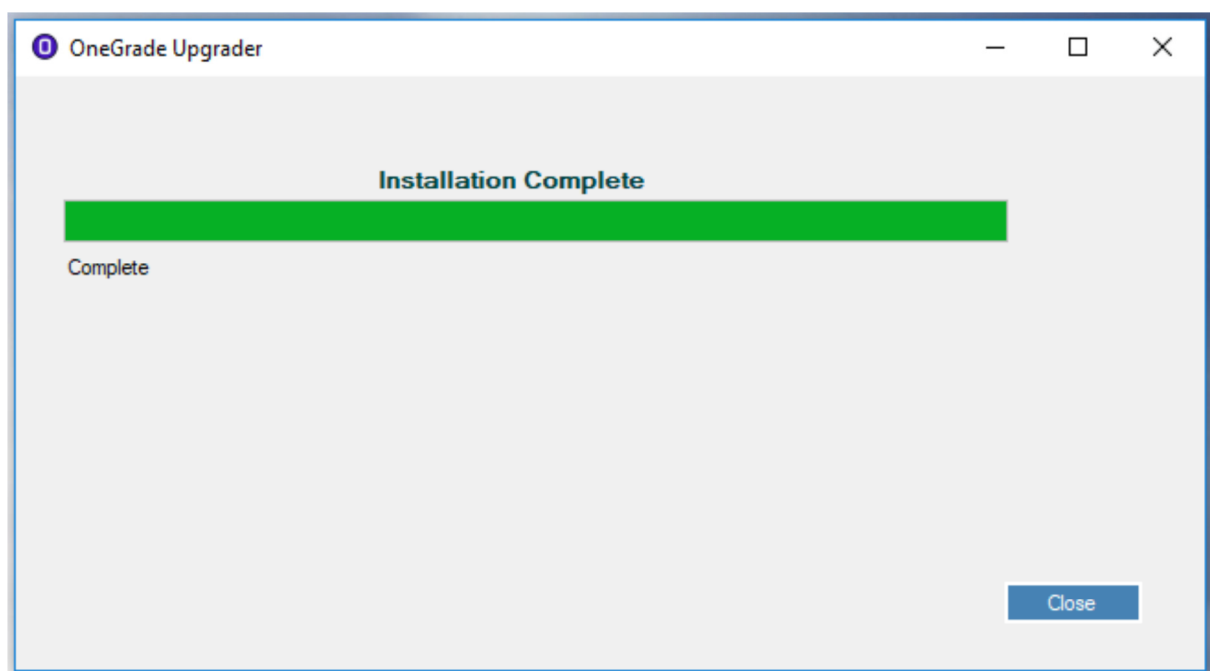 OneGrade Upgrader
Installation Complete
Complete
Close